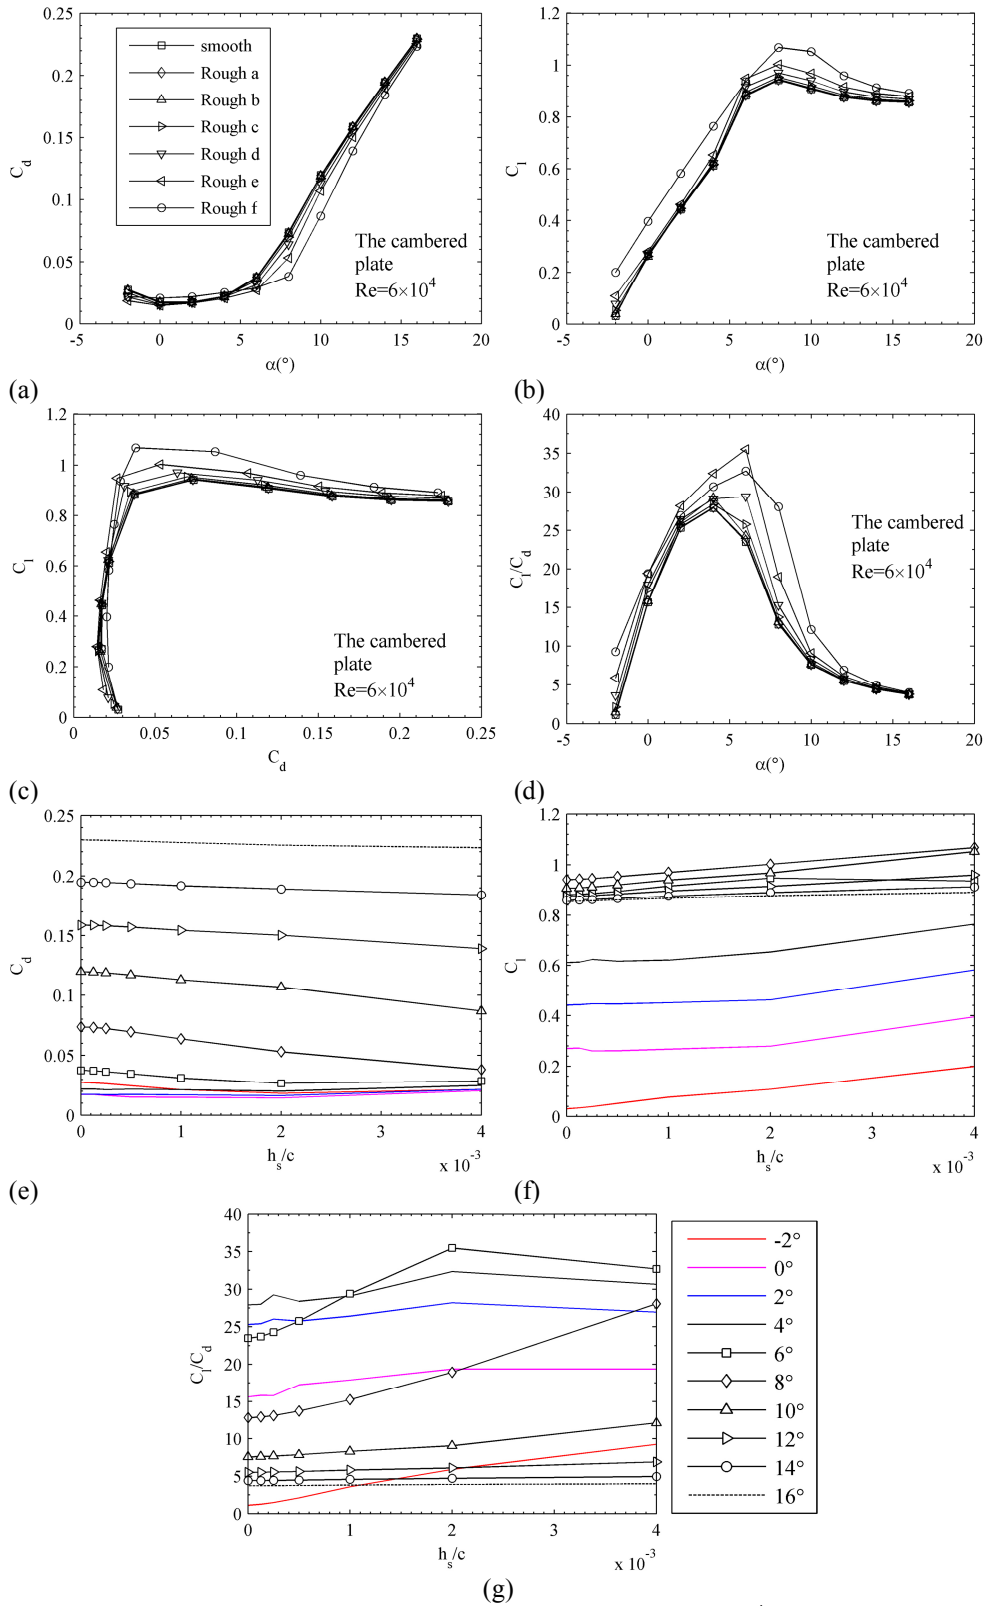 0.25
0.2
0.15
0.1
0.05
0
C_d
smooth
Rough a
Rough b
Rough c
Rough d
Rough e
Rough f
The cambered
plate
Re=6×10⁴
-5 0 5 10 15 20
α(°)
(a)
1.2
1
0.8
0.6
0.4
0.2
0
C_l
The cambered
plate
Re=6×10⁴
-5 0 5 10 15 20
α(°)
(b)
1.2
1
0.8
0.6
0.4
0.2
0
C_l
The cambered
plate
Re=6×10⁴
0 0.05 0.1 0.15 0.2 0.25
C_d
(c)
40
35
30
25
20
15
10
5
0
C_l/C_d
The cambered
plate
Re=6×10⁴
-5 0 5 10 15 20
α(°)
(d)
0.25
0.2
0.15
0.1
0.05
0
C_d
0 1 2 3 4
h_s/c
x 10⁻³
(e)
1.2
1
0.8
0.6
0.4
0.2
0
C_l
0 1 2 3 4
h_s/c
x 10⁻³
(f)
40
35
30
25
20
15
10
5
0
C_l/C_d
0 1 2 3 4
h_s/c
x 10⁻³
-2°
0°
2°
4°
6°
8°
10°
12°
14°
16°
(g)